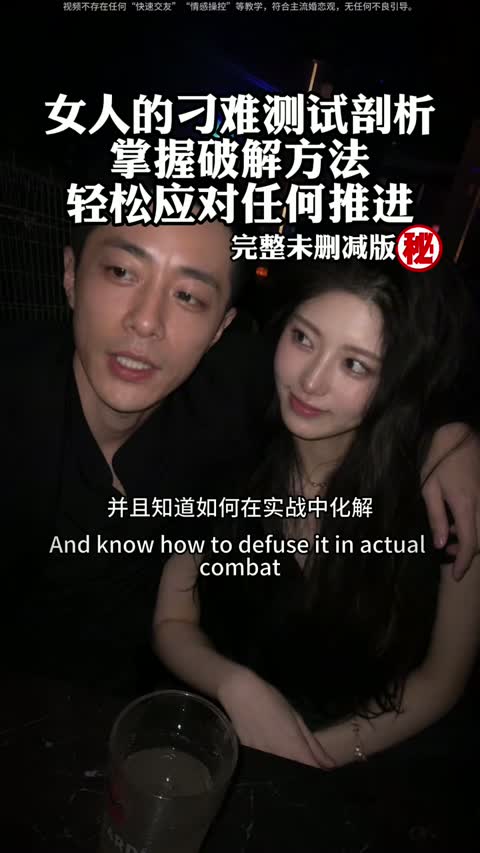 视频不存在任何“快速交友”“情感操控”等教学，符合主流婚恋观，无任何不良引导。
女人的刁难测试剖析
掌握破解方法
轻松应对任何推进
完整未删减版 秘
并且知道如何在实战中化解
And know how to defuse it in actual
combat